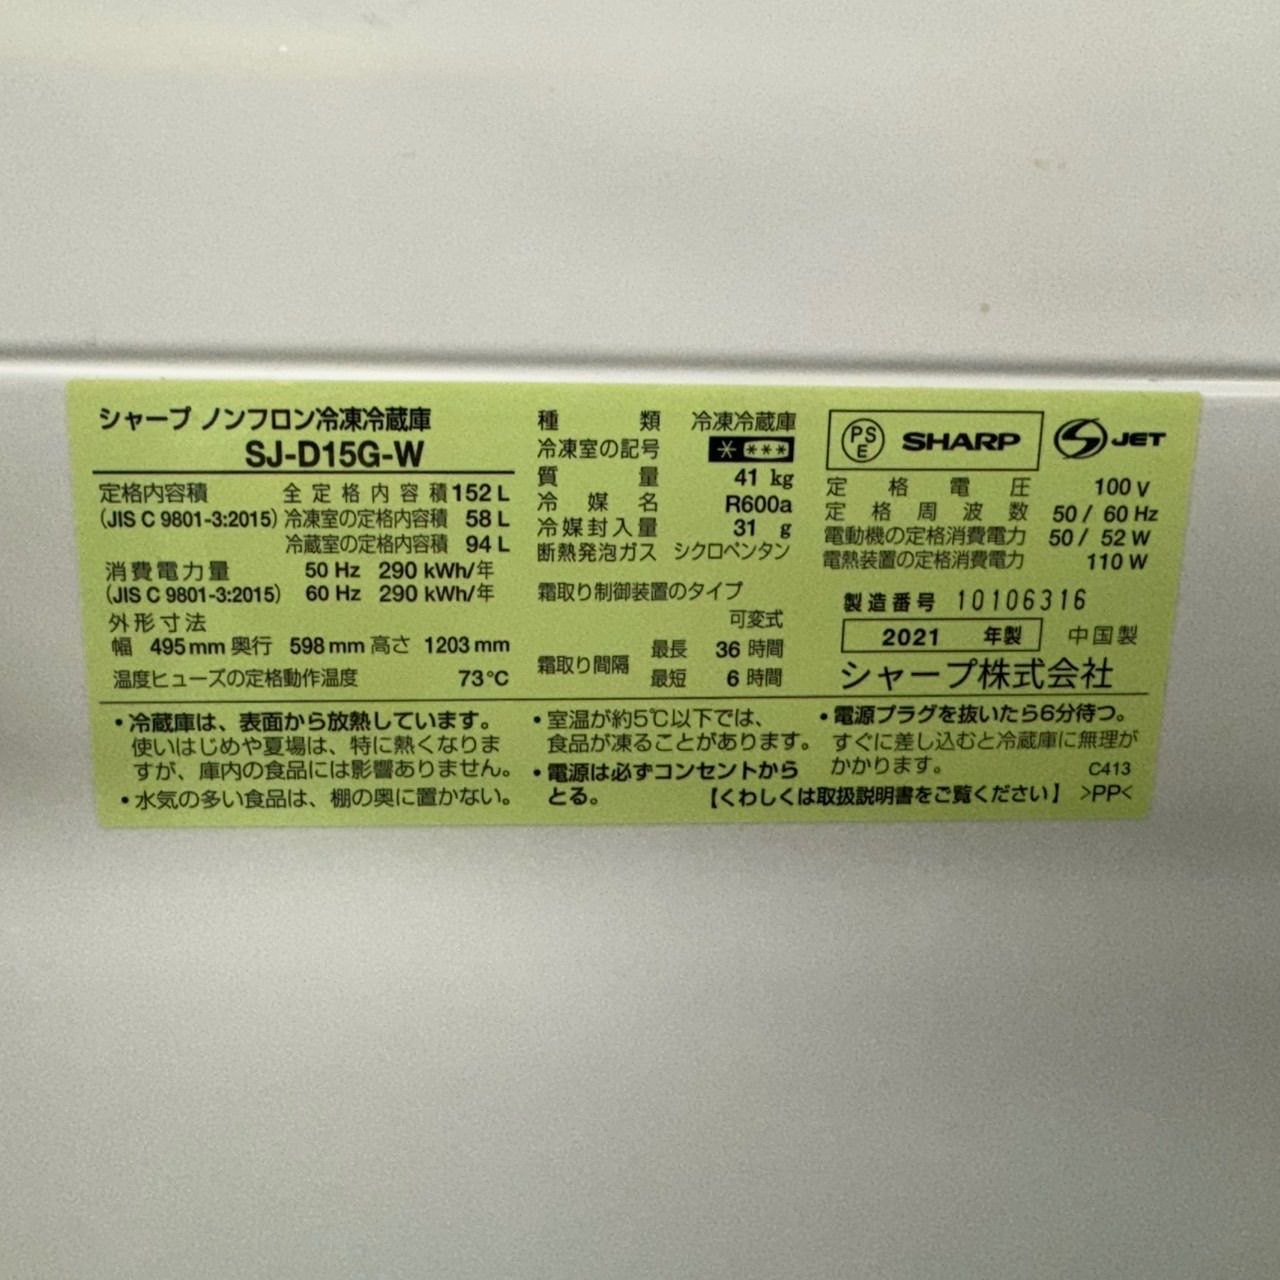 シャープ ノンフロン冷凍冷蔵庫
SJ-D15G-W
定格内容積 全定格内容積 152 L
(JIS C 9801-3:2015) 冷凍室の定格内容積 58 L
冷蔵室の定格内容積 94 L
消費電力量 50 Hz 290 kWh/年
(JIS C 9801-3:2015) 60 Hz 290 kWh/年
外形寸法
幅 495 mm 奥行 598 mm 高さ 1203 mm
温度ヒューズの定格動作温度 73℃
種類 冷凍冷蔵庫
冷凍室の記号 * ***
質量 41 kg
冷媒名 R600a
冷媒封入量 31 g
断熱発泡ガス シクロペンタン
霜取り制御装置のタイプ
可変式
霜取り間隔 最長 36 時間
最短 6 時間
PSE SHARP JET
定格電圧 100 V
定格周波数 50 / 60 Hz
電動機の定格消費電力 50 / 52 W
電熱装置の定格消費電力 110 W
製造番号 10106316
2021 年製 中国製
シャープ株式会社
・冷蔵庫は、表面から放熱しています。
使いはじめや夏場は、特に熱くなりま
すが、庫内の食品には影響ありません。
・水気の多い食品は、棚の奥に置かない。
・室温が約5℃以下では、
食品が凍ることがあります。
・電源は必ずコンセントから
とる。
・電源プラグを抜いたら6分待つ。
すぐに差し込むと冷蔵庫に無理が
かかります。 C413
【くわしくは取扱説明書をご覧ください】 >PP<